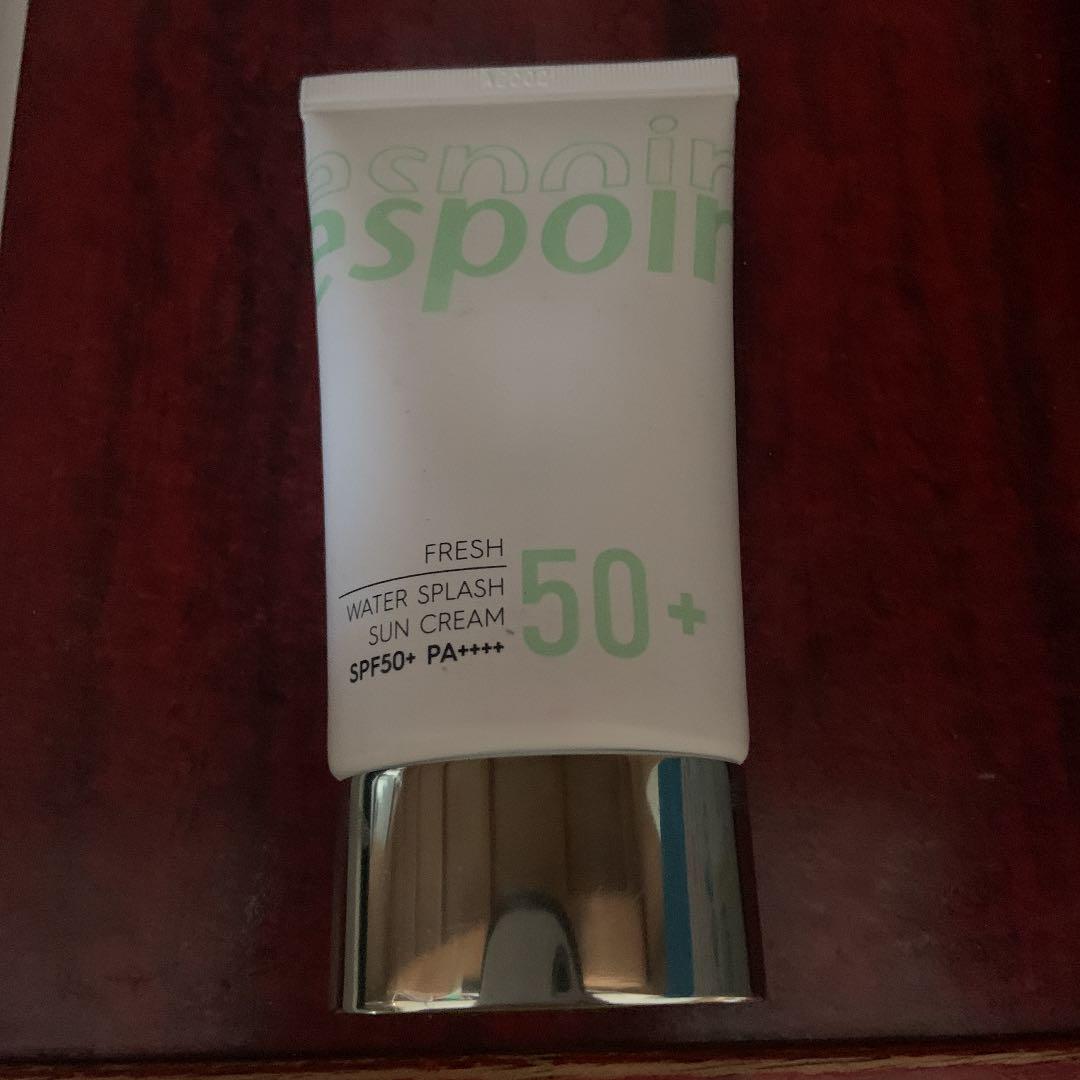 espoir
espoir
FRESH
WATER SPLASH
SUN CREAM
SPF50+ PA++++
50+